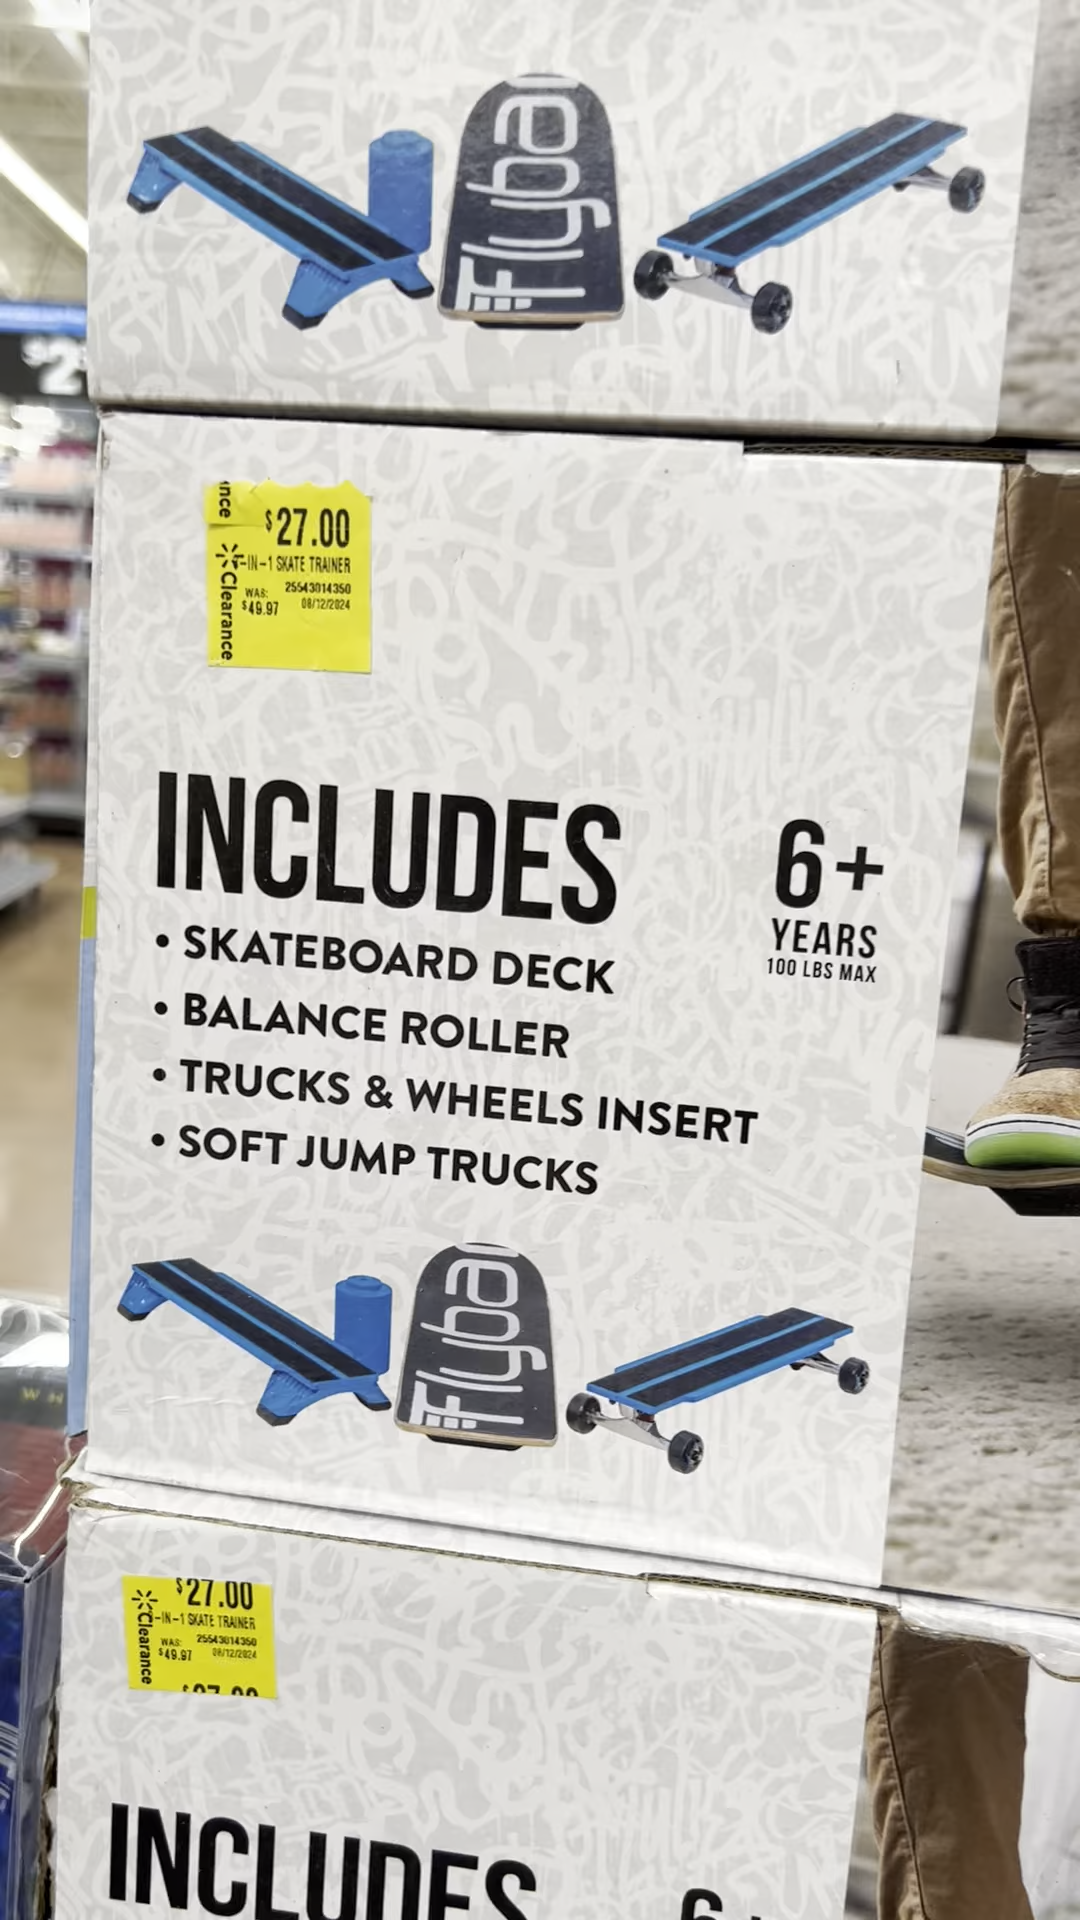 Flybar
$2
nce
$27.00
-IN-1 SKATE TRAINER
25543014350
WAS:
$49.97
08/12/2024
Clearance
INCLUDES
6+
YEARS
100 LBS MAX
• SKATEBOARD DECK
• BALANCE ROLLER
• TRUCKS & WHEELS INSERT
• SOFT JUMP TRUCKS
Flybar
$27.00
-IN-1 SKATE TRAINER
25543014350
WAS:
$49.97
08/12/2024
Clearance
INCLUDES